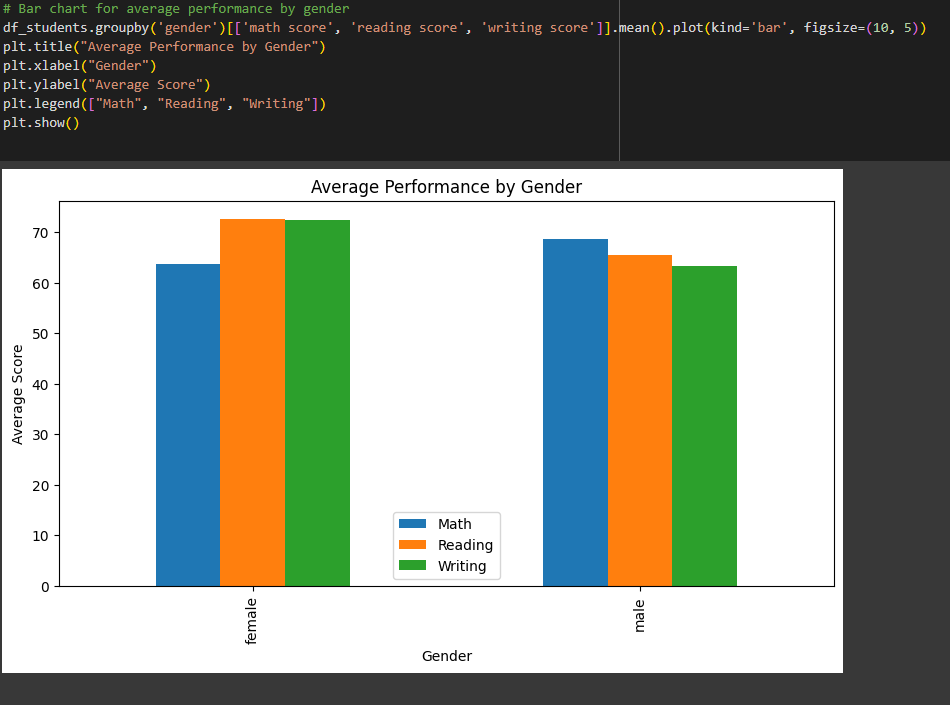 # Bar chart for average performance by gender
df_students.groupby('gender')[['math score', 'reading score', 'writing score']].mean().plot(kind='bar', figsize=(10, 5))
plt.title("Average Performance by Gender")
plt.xlabel("Gender")
plt.ylabel("Average Score")
plt.legend(["Math", "Reading", "Writing"])
plt.show()
Average Performance by Gender
70
60
50
40
30
20
10
0
Average Score
Math
Reading
Writing
female
male
Gender